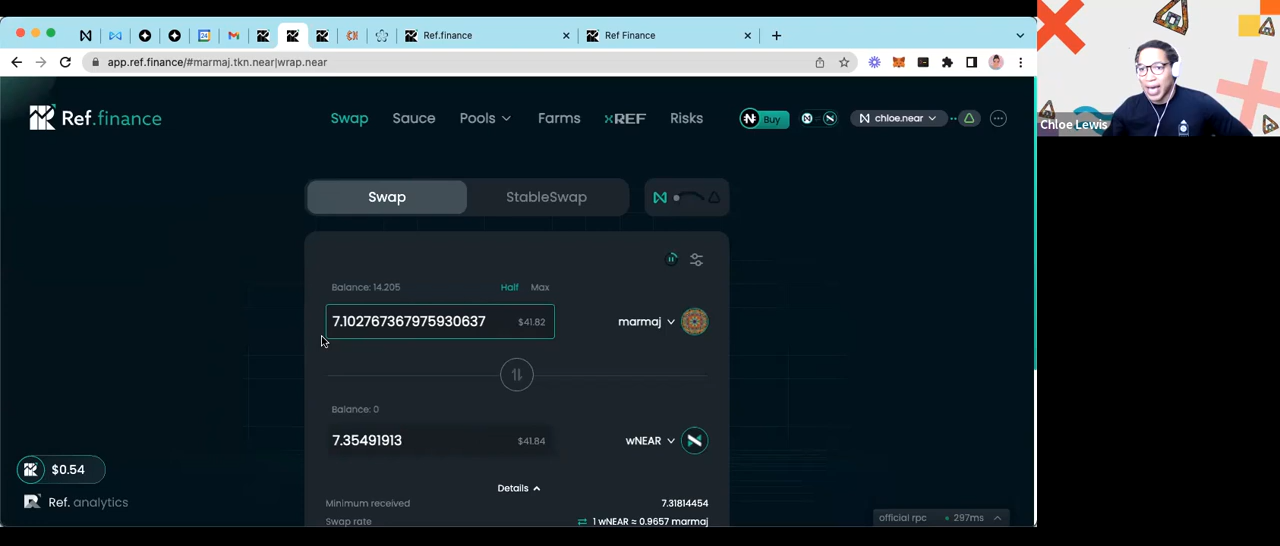 Ref.finance
Ref Finance
app.ref.finance/#marmaj.tkn.near|wrap.near
Chloe Lewis
Ref.finance
Swap
Sauce
Pools
Farms
xREF
Risks
Buy
chloe.near
Swap
StableSwap
Balance: 14.205
Half
Max
7.102767367975930637
$41.82
marmaj
Balance: 0
7.35491913
$41.84
wNEAR
Details
Minimum received
7.31814454
Swap rate
1 wNEAR ≈ 0.9657 marmaj
$0.54
Ref. analytics
official rpc
297ms